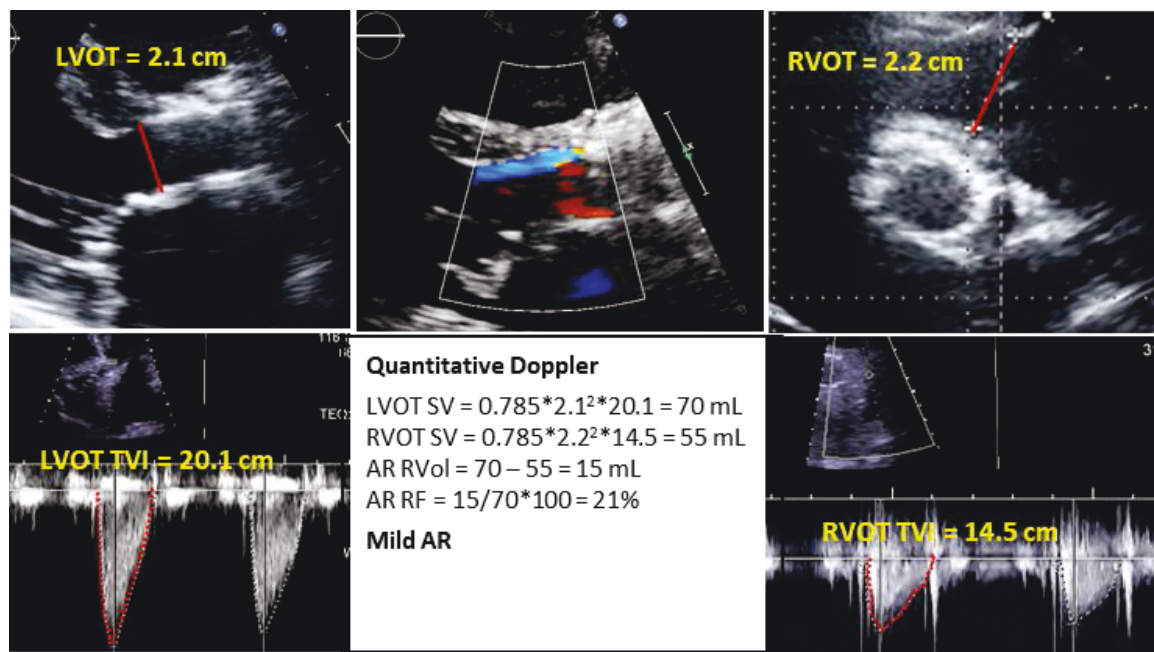 LVOT = 2.1 cm
RVOT = 2.2 cm
LVOT TVI = 20.1 cm
Quantitative Doppler
LVOT SV = 0.785*2.1²*20.1 = 70 mL
RVOT SV = 0.785*2.2²*14.5 = 55 mL
AR RVol = 70 – 55 = 15 mL
AR RF = 15/70*100 = 21%
Mild AR
RVOT TVI = 14.5 cm